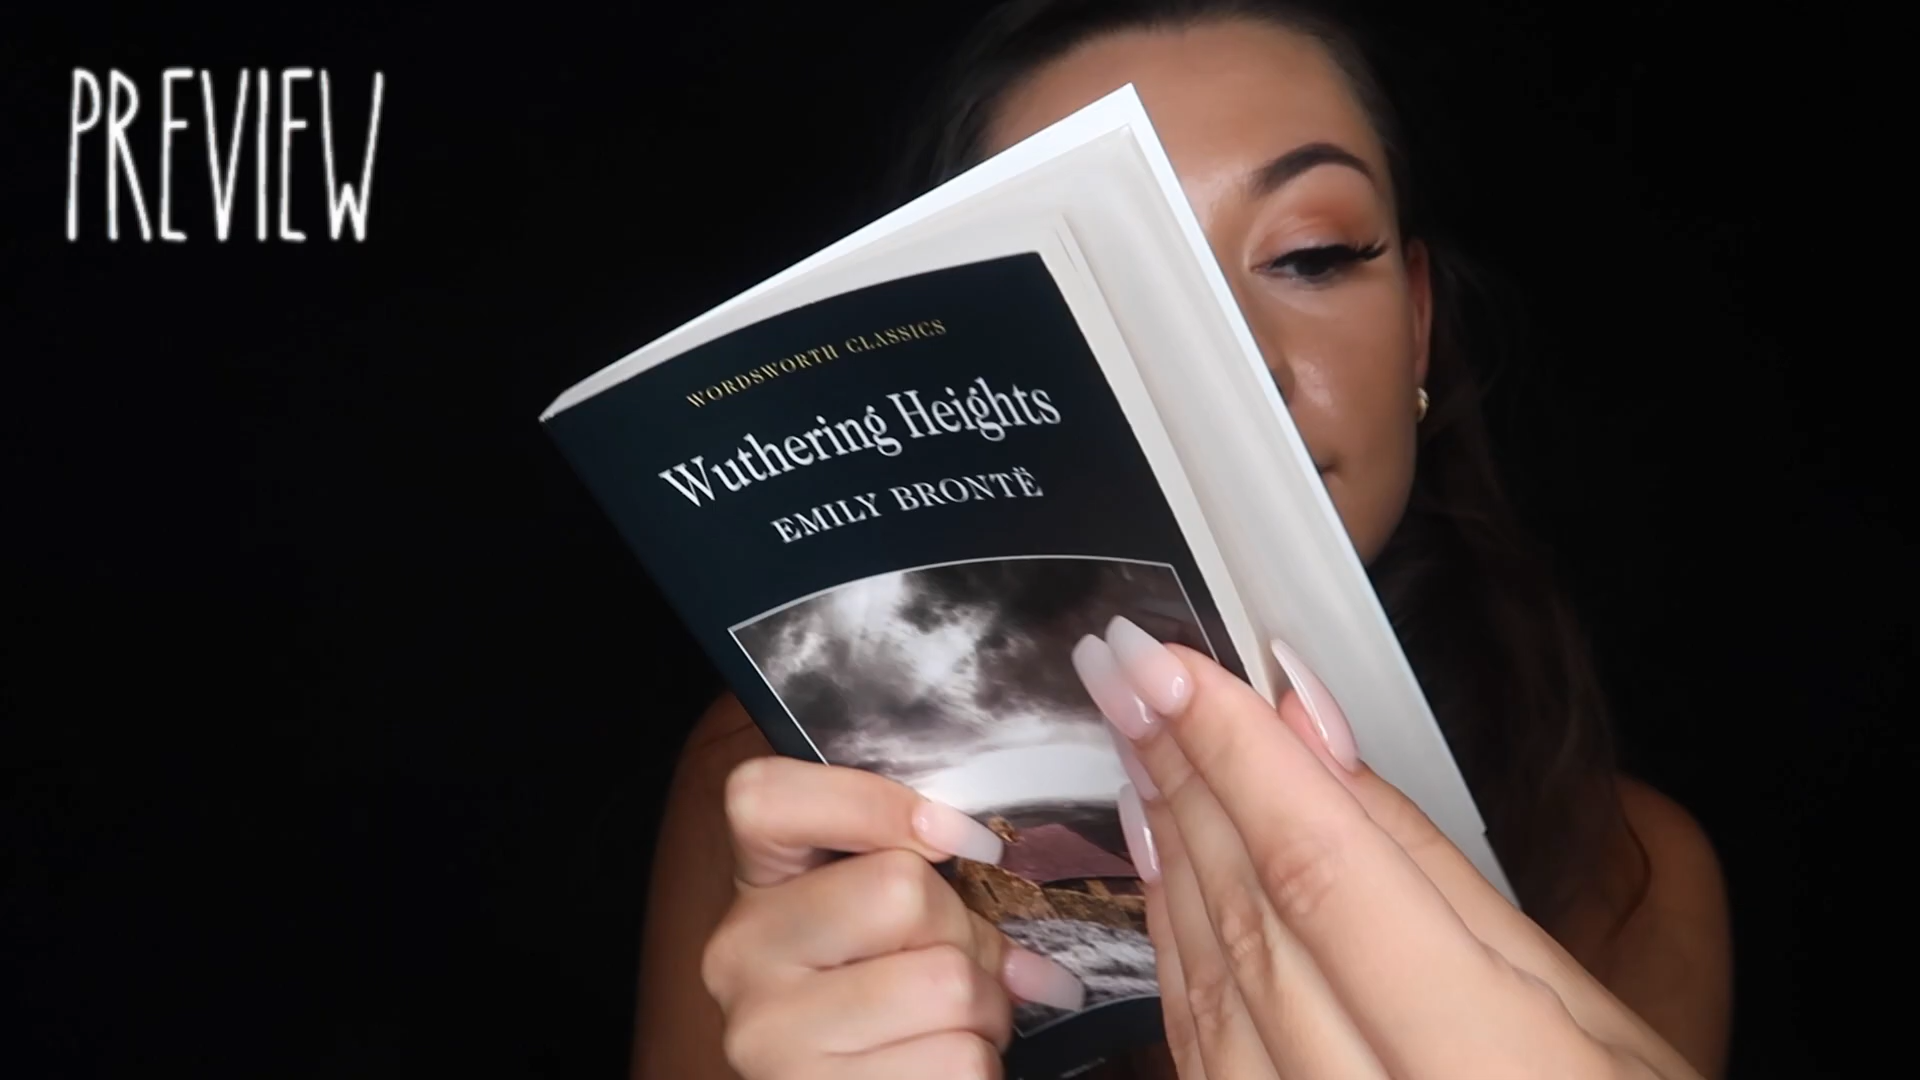 PREVIEW
WORDSWORTH CLASSICS
Wuthering Heights
EMILY BRONTË